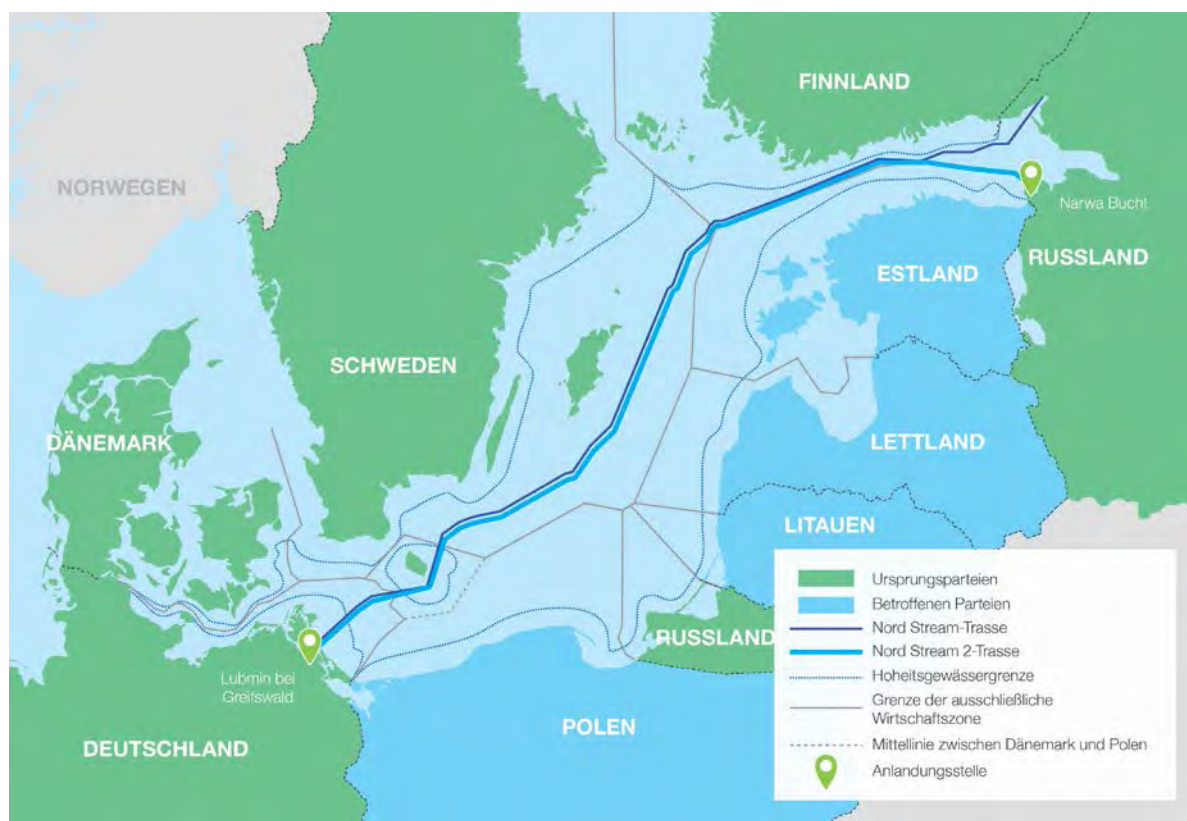 FINNLAND
NORWEGEN
Narwa Bucht
RUSSLAND
ESTLAND
SCHWEDEN
DÄNEMARK
LETTLAND
LITAUEN
RUSSLAND
Lubmin bei
Greifswald
POLEN
DEUTSCHLAND
Ursprungsparteien
Betroffenen Parteien
Nord Stream-Trasse
Nord Stream 2-Trasse
Hoheitsgewässergrenze
Grenze der ausschließliche
Wirtschaftszone
Mittellinie zwischen Dänemark und Polen
Anlandungsstelle